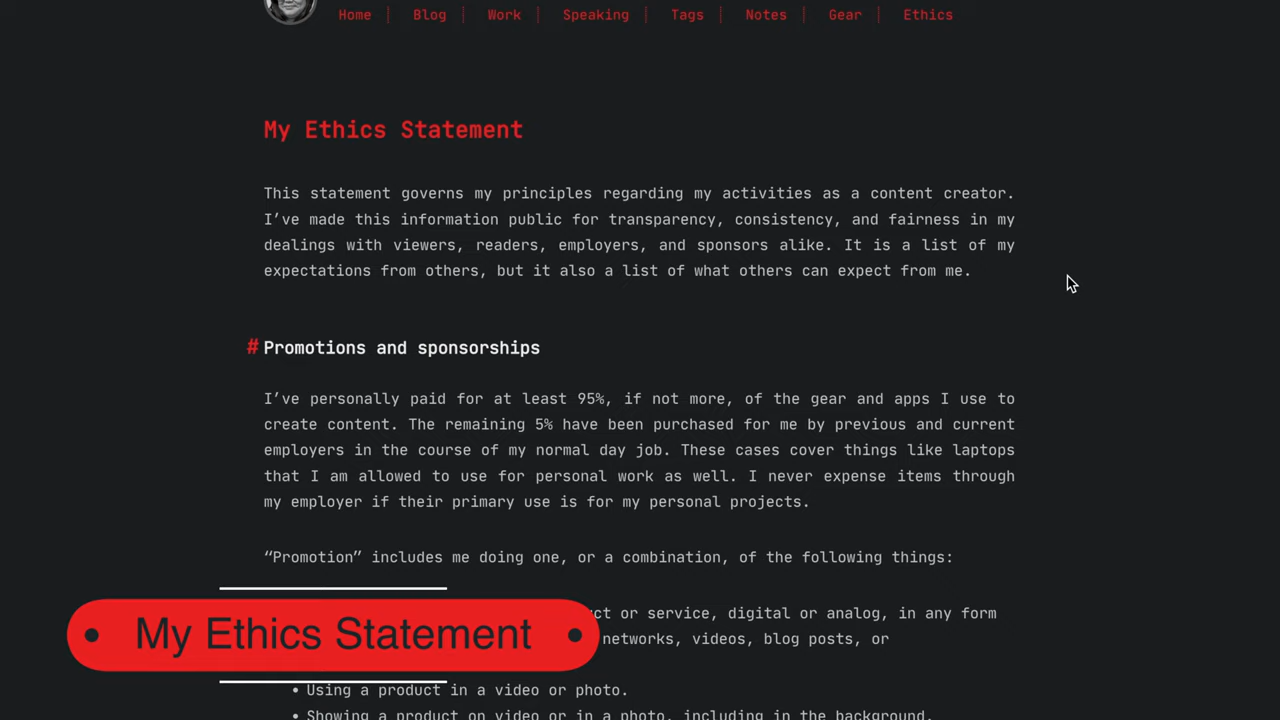 Home Blog Work Speaking Tags Notes Gear Ethics
My Ethics Statement
This statement governs my principles regarding my activities as a content creator.
I’ve made this information public for transparency, consistency, and fairness in my
dealings with viewers, readers, employers, and sponsors alike. It is a list of my
expectations from others, but it also a list of what others can expect from me.
# Promotions and sponsorships
I’ve personally paid for at least 95%, if not more, of the gear and apps I use to
create content. The remaining 5% have been purchased for me by previous and current
employers in the course of my normal day job. These cases cover things like laptops
that I am allowed to use for personal work as well. I never expense items through
my employer if their primary use is for my personal projects.
“Promotion” includes me doing one, or a combination, of the following things:
or service, digital or analog, in any form
networks, videos, blog posts, or
My Ethics Statement
• Using a product in a video or photo.
• Showing a product on video or in a photo, including in the background.